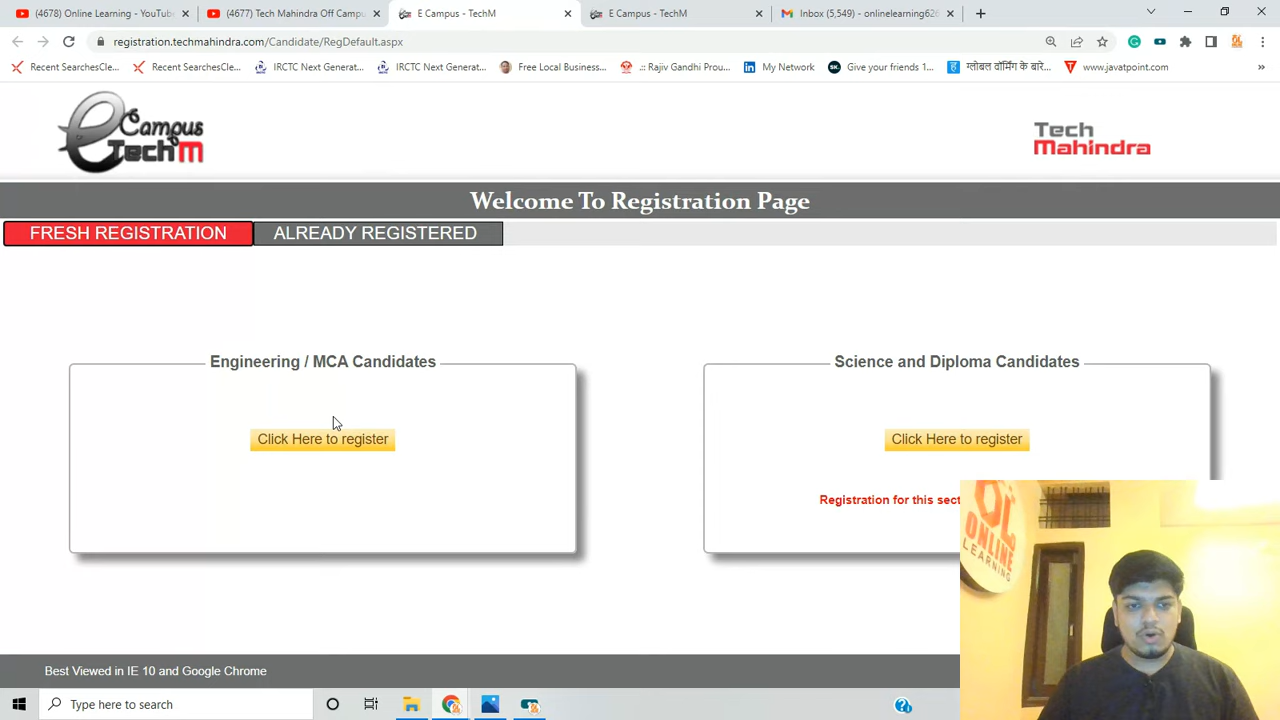 (4678) Online Learning - YouTub
(4677) Tech Mahindra Off Camp
E Campus - TechM
E Campus - TechM
Inbox (5,549) - onlinelearning626
registration.techmahindra.com/Candidate/RegDefault.aspx
Recent SearchesCle...
Recent SearchesCle...
IRCTC Next Generat...
IRCTC Next Generat...
Free Local Business...
.:: Rajiv Gandhi Prou...
My Network
Give your friends 1...
ग्लोबल वॉर्मिंग के बारे...
www.javatpoint.com
eCampus
TechM
Tech
Mahindra
Welcome To Registration Page
FRESH REGISTRATION
ALREADY REGISTERED
Engineering / MCA Candidates
Science and Diploma Candidates
Click Here to register
Click Here to register
Registration for this sect
OL
ONLINE
LEARNING
Best Viewed in IE 10 and Google Chrome
Type here to search